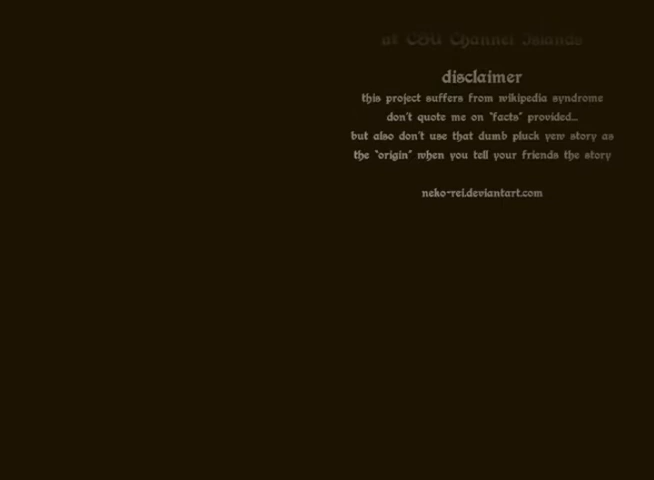 at CSU Channel Islands
disclaimer
this project suffers from wikipedia syndrome
don't quote me on "facts" provided...
but also don't use that dumb pluck yew story as
the "origin" when you tell your friends the story
neko-rei.deviantart.com